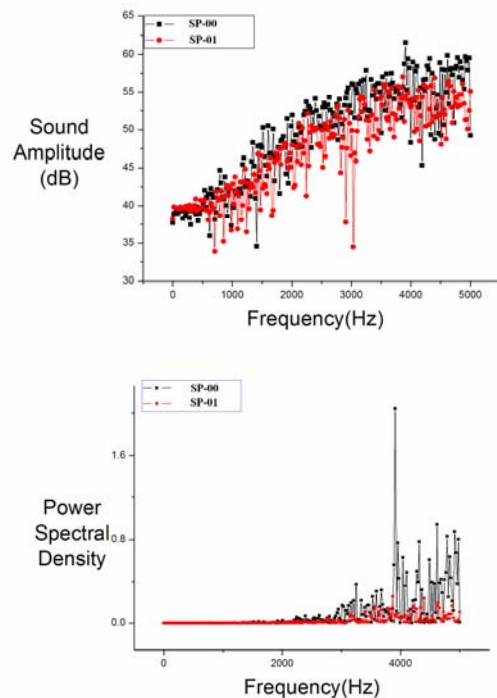 65
SP-00
60
SP-01
55
50
Sound
Amplitude
(dB)
45
40
35
30
0 1000 2000 3000 4000 5000
Frequency(Hz)
SP-00
SP-01
1.6
Power
Spectral
Density
0.8
0.0
0 2000 4000
Frequency(Hz)